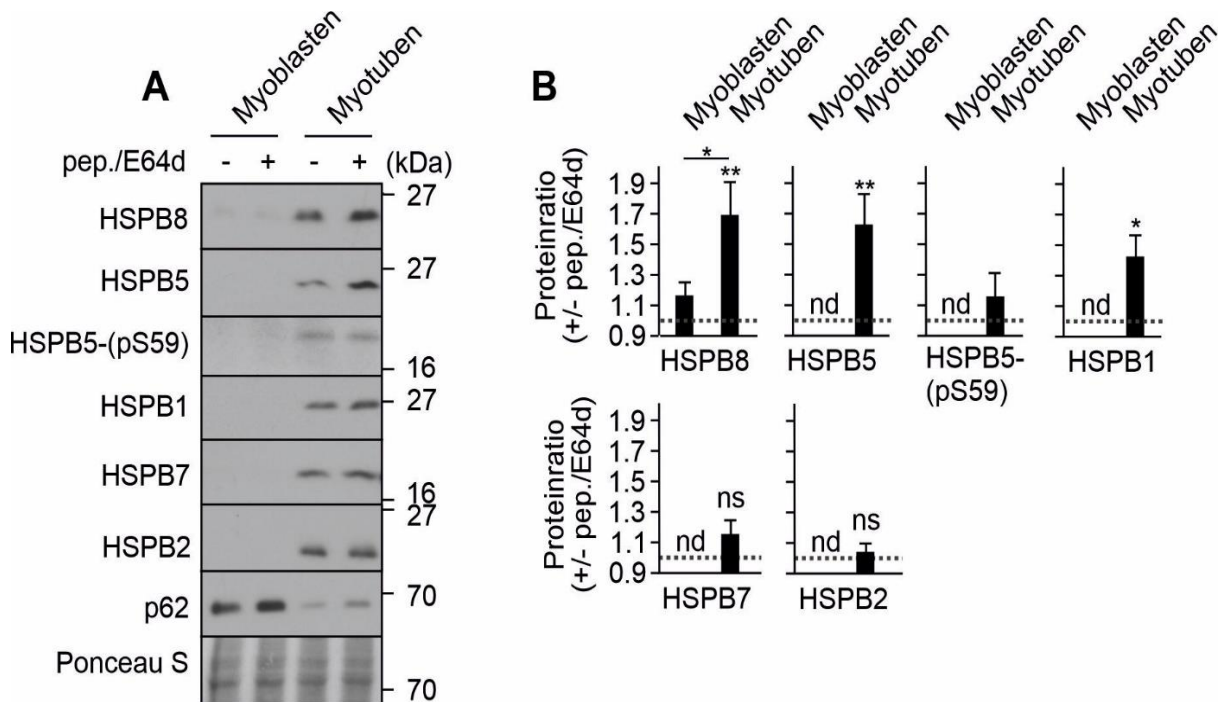 A
Myoblasten
Myotuben
pep./E64d - + - + (kDa)
HSPB8
27
HSPB5
27
HSPB5-(pS59)
16
HSPB1
27
HSPB7
16
HSPB2
27
p62
70
Ponceau S
70
B
Myoblasten
Myotuben
Myoblasten
Myotuben
Myoblasten
Myotuben
Myoblasten
Myotuben
Proteinratio
(+/- pep./E64d)
1.9
1.7
1.5
1.3
1.1
0.9
*
**
HSPB8
**
nd
HSPB5
nd
HSPB5-
(pS59)
*
nd
HSPB1
Proteinratio
(+/- pep./E64d)
1.9
1.7
1.5
1.3
1.1
0.9
ns
nd
HSPB7
ns
nd
HSPB2